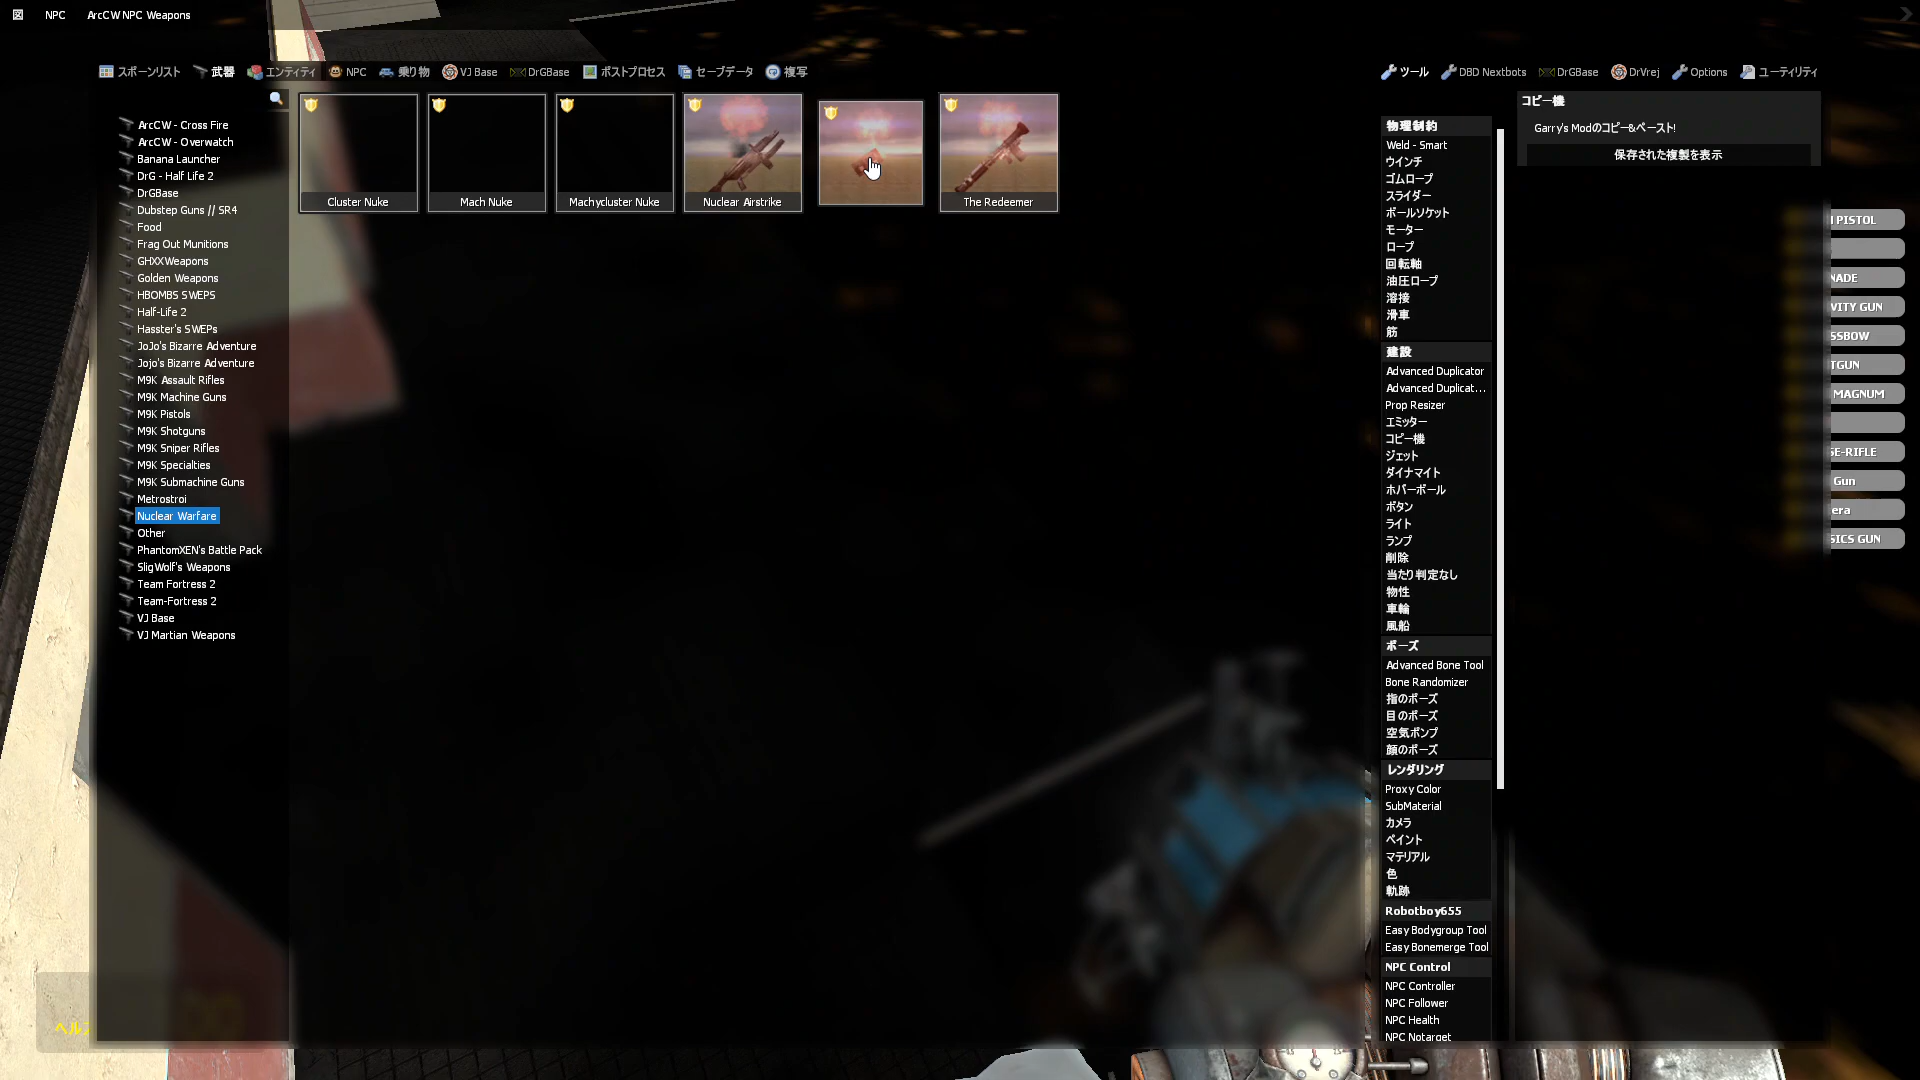 NPC ArcCW NPC Weapons
スポーンリスト 武器 エンティティ NPC 乗り物 VJ Base DrGBase ポストプロセス セーブデータ 複写
ArcCW - Cross Fire
ArcCW - Overwatch
Banana Launcher
DrG - Half Life 2
DrGBase
Dubstep Guns // SR4
Food
Frag Out Munitions
GHXXWeapons
Golden Weapons
HBOMBS SWEPS
Half-Life 2
Hasster's SWEPs
JoJo's Bizarre Adventure
Jojo's Bizarre Adventure
M9K Assault Rifles
M9K Machine Guns
M9K Pistols
M9K Shotguns
M9K Sniper Rifles
M9K Specialties
M9K Submachine Guns
Metrostroi
Nuclear Warfare
Other
PhantomXEN's Battle Pack
SligWolf's Weapons
Team Fortress 2
Team-Fortress 2
VJ Base
VJ Martian Weapons
Cluster Nuke
Mach Nuke
Machycluster Nuke
Nuclear Airstrike
The Redeemer
ツール DBD Nextbots DrGBase DrVrej Options ユーティリティ
物理制約
Weld - Smart
ウインチ
ゴムロープ
スライダー
ボールソケット
モーター
ロープ
回転軸
油圧ロープ
溶接
滑車
筋
建設
Advanced Duplicator
Advanced Duplicat...
Prop Resizer
エミッター
コピー機
ジェット
ダイナマイト
ホバーボール
ボタン
ライト
ランプ
削除
当たり判定なし
物性
車輪
風船
ポーズ
Advanced Bone Tool
Bone Randomizer
指のポーズ
目のポーズ
空気ポンプ
顔のポーズ
レンダリング
Proxy Color
SubMaterial
カメラ
ペイント
マテリアル
色
軌跡
Robotboy655
Easy Bodygroup Tool
Easy Bonemerge Tool
NPC Control
NPC Controller
NPC Follower
NPC Health
NPC Notarget
コピー機
Garry's Modのコピー&ペースト!
保存された複製を表示
PISTOL
NADE
VITY GUN
SSBOW
TGUN
MAGNUM
SE-RIFLE
Gun
era
SICS GUN
ヘルプ